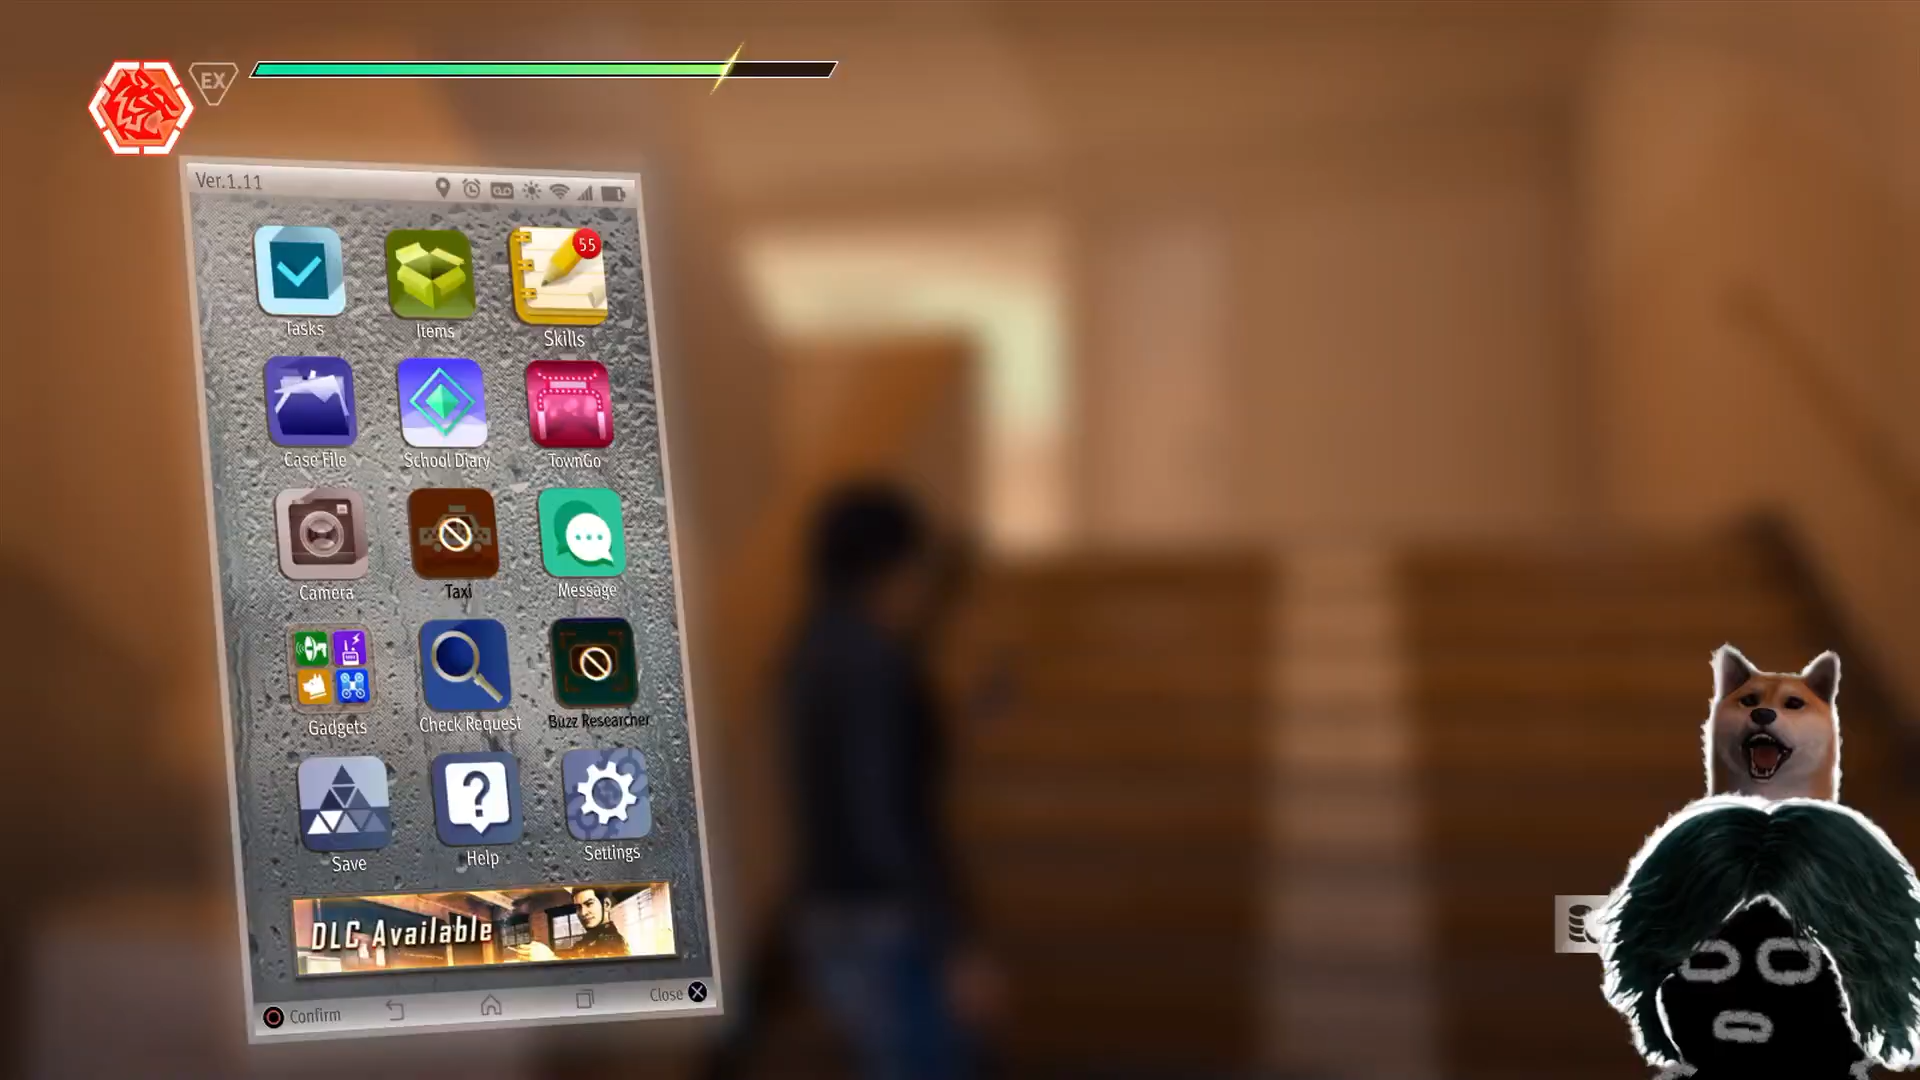 EX
Ver.1.11
55
Tasks
Items
Skills
Case File
School Diary
TownGo
Camera
Taxi
Message
Gadgets
Check Request
Buzz Researcher
Save
Help
Settings
DLC Available
Confirm
Close